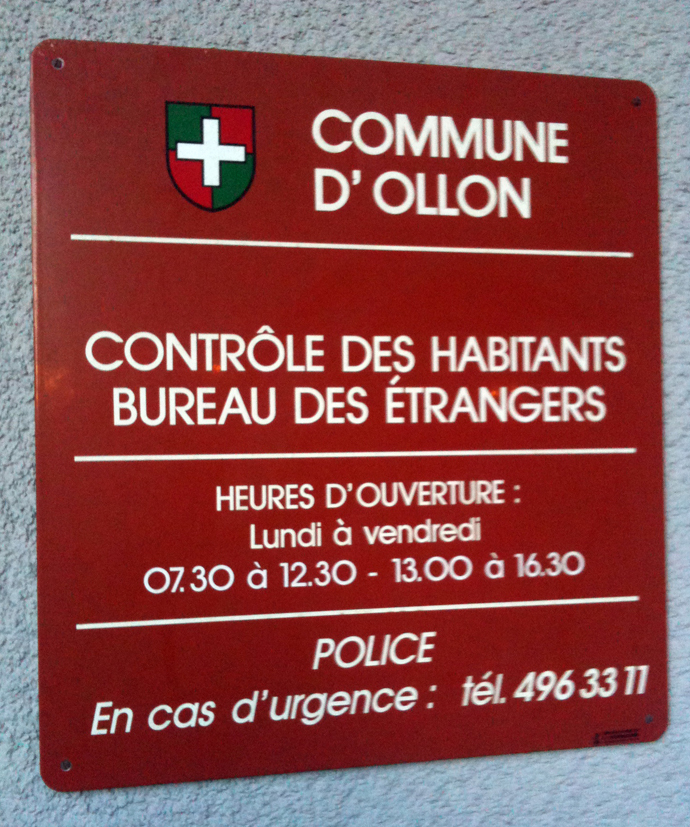 COMMUNE
D' OLLON
CONTRÔLE DES HABITANTS
BUREAU DES ÉTRANGERS
HEURES D'OUVERTURE :
Lundi à vendredi
07.30 à 12.30 - 13.00 à 16.30
POLICE
En cas d'urgence : tél. 496 33 11